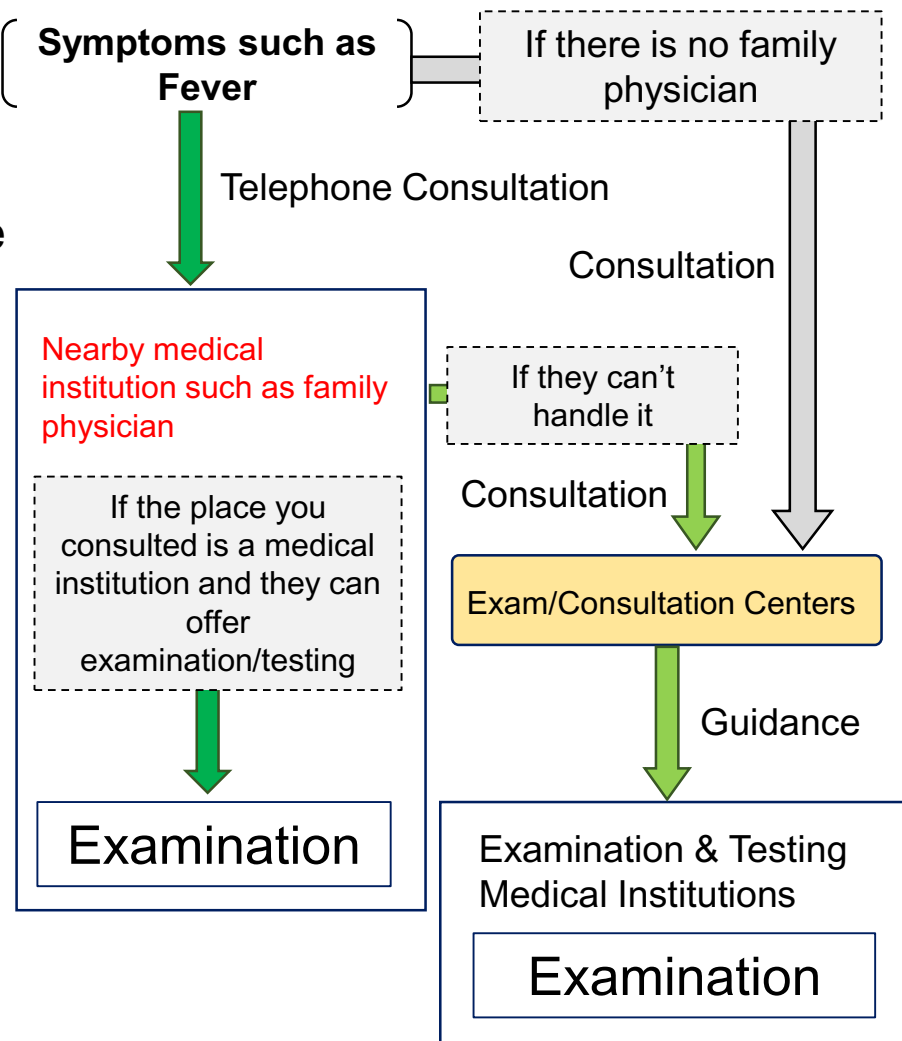 Symptoms such as
Fever
If there is no family
physician
Telephone Consultation
e
Consultation
Nearby medical
institution such as family
physician
If they can't
handle it
If the place you
consulted is a medical
institution and they can
offer
examination/testing
Consultation
Exam/Consultation Centers
Guidance
Examination
Examination & Testing
Medical Institutions
Examination